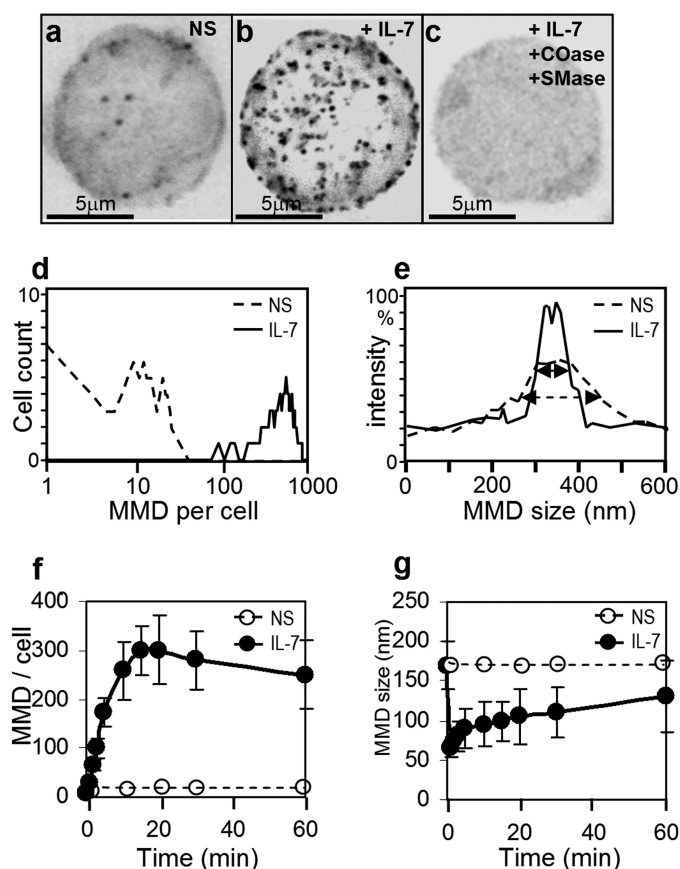 a NS
5μm
b + IL-7
5μm
c + IL-7
+COase
+SMase
5μm
d
10
0
Cell count
NS
IL-7
1 10 100 1000
MMD per cell
e
100
%
0
intensity
NS
IL-7
0 200 400 600
MMD size (nm)
f
400
300
200
100
0
MMD / cell
NS
IL-7
0 20 40 60
Time (min)
g
250
200
150
100
50
0
MMD size (nm)
NS
IL-7
0 20 40 60
Time (min)